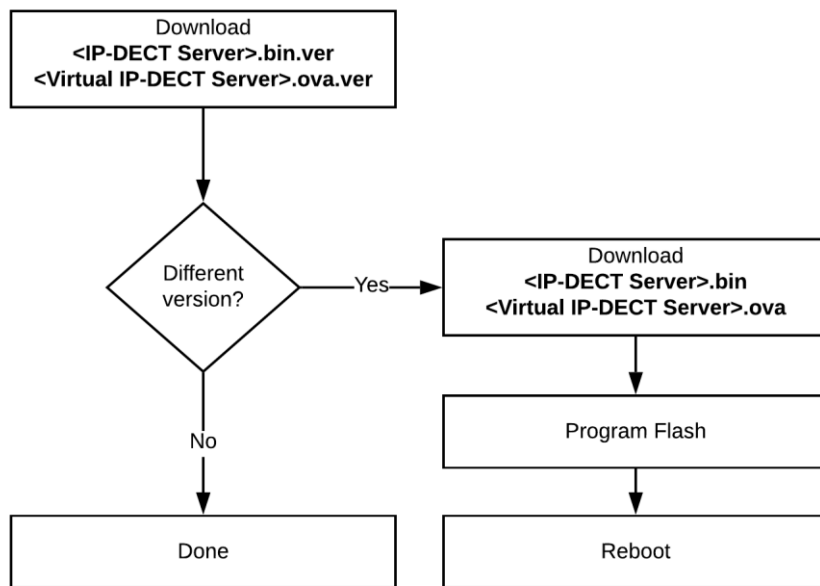 Download
<IP-DECT Server>.bin.ver
<Virtual IP-DECT Server>.ova.ver
Different
version?
Yes
Download
<IP-DECT Server>.bin
<Virtual IP-DECT Server>.ova
Program Flash
No
Done
Reboot